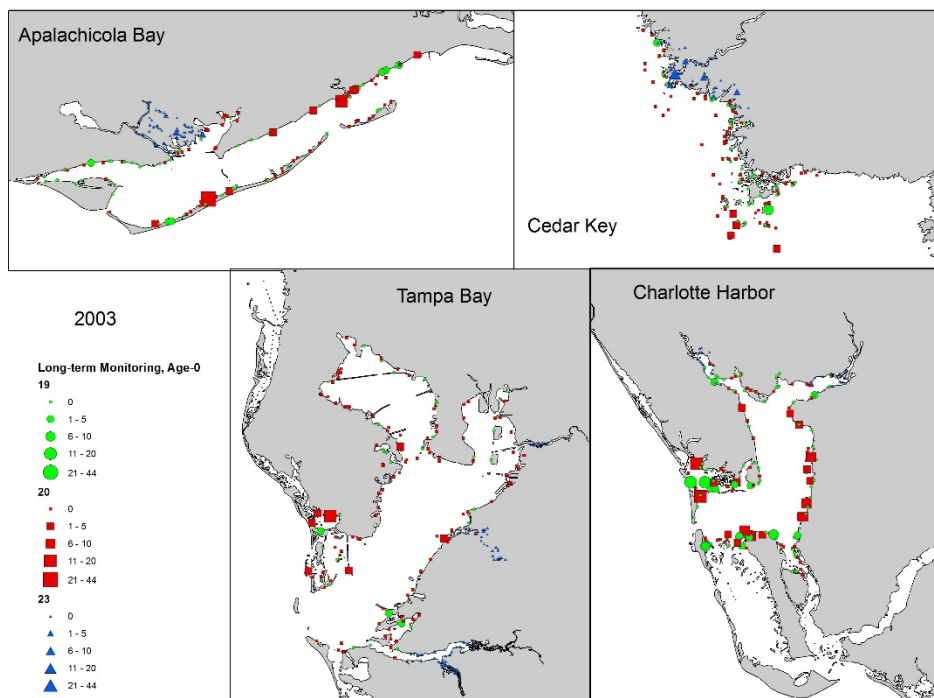 Apalachicola Bay
Cedar Key
Tampa Bay
Charlotte Harbor
2003
Long-term Monitoring, Age-0
19
0
1 - 5
6 - 10
11 - 20
21 - 44
20
0
1 - 5
6 - 10
11 - 20
21 - 44
23
0
1 - 5
6 - 10
11 - 20
21 - 44